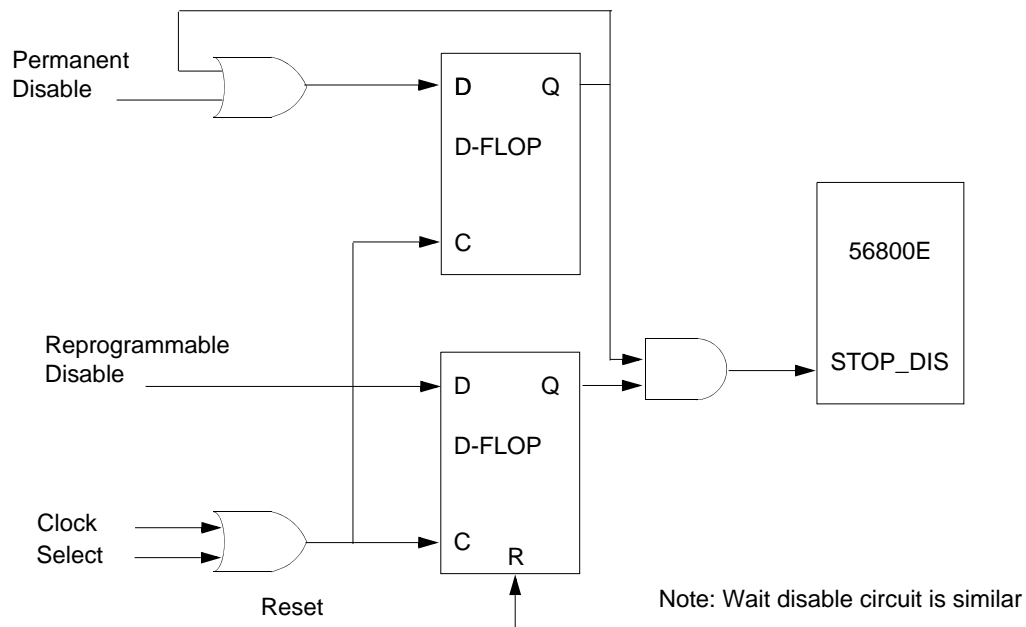 Permanent
Disable
D
Q
D-FLOP
C
56800E
STOP_DIS
Reprogrammable
Disable
D
Q
D-FLOP
C
R
Clock
Select
Reset
Note: Wait disable circuit is similar